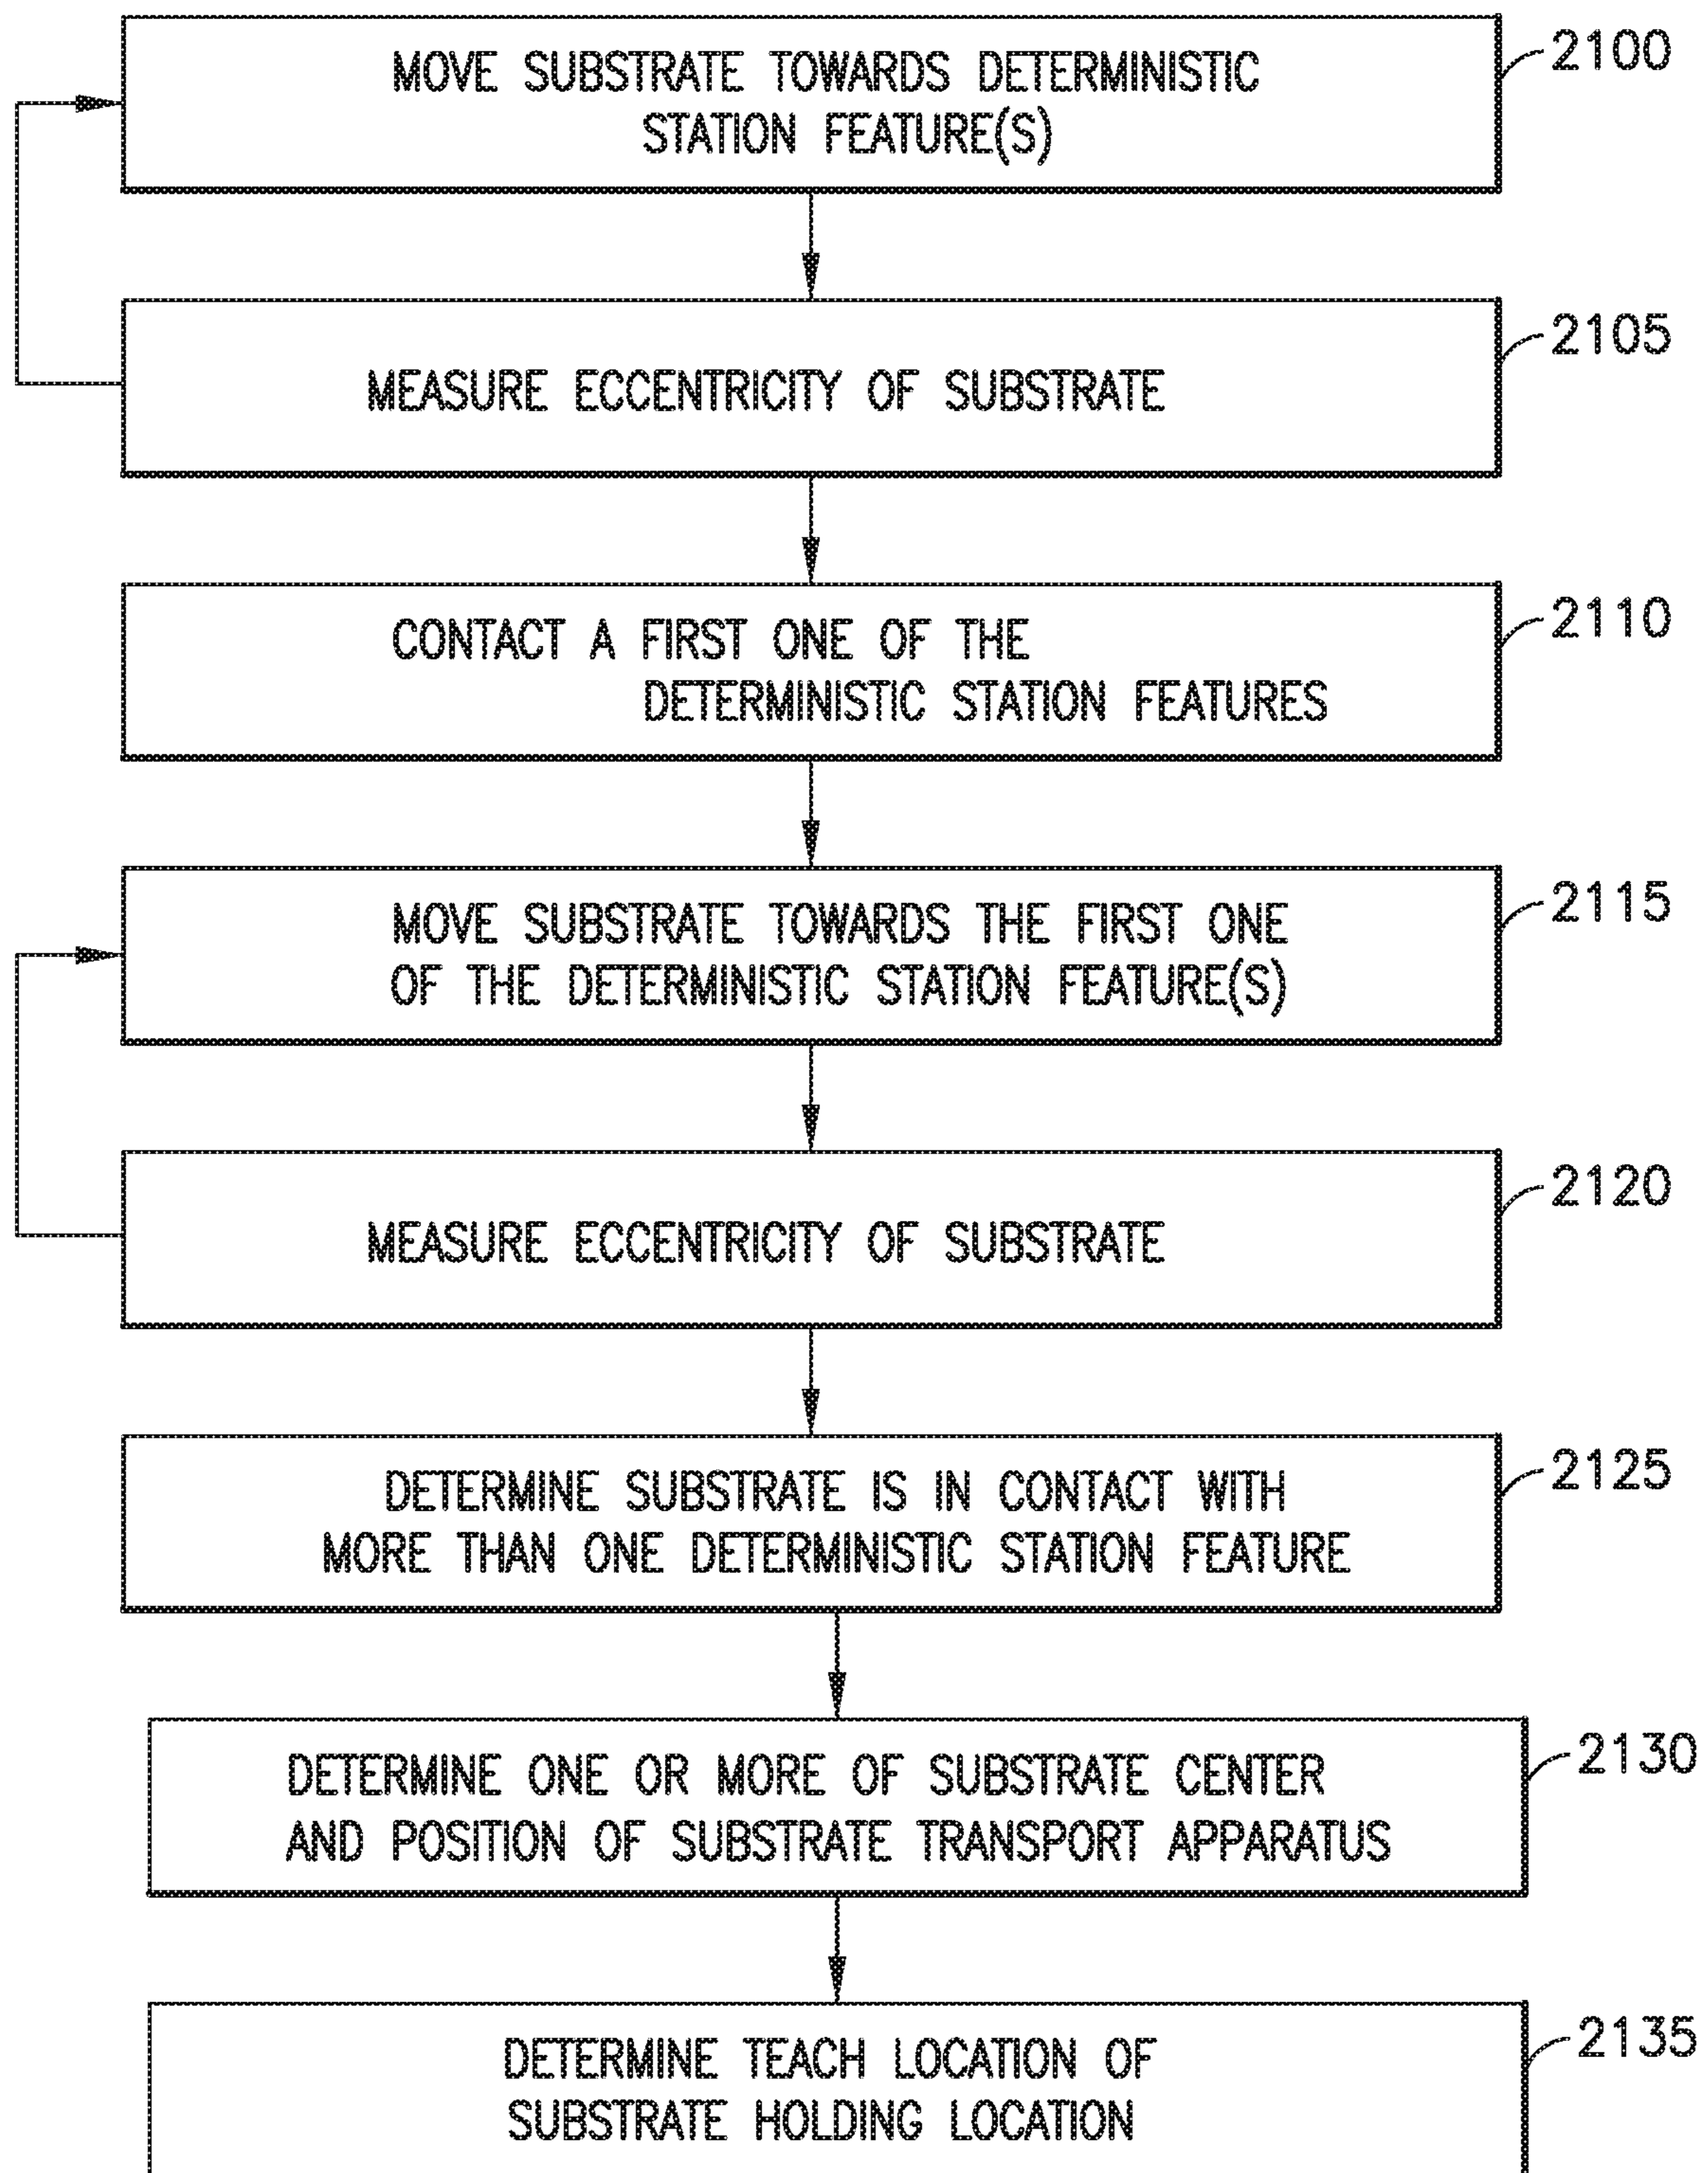 MOVE SUBSTRATE TOWARDS DETERMINISTIC
STATION FEATURE(S)
2100
MEASURE ECCENTRICITY OF SUBSTRATE
2105
CONTACT A FIRST ONE OF THE
DETERMINISTIC STATION FEATURES
2110
MOVE SUBSTRATE TOWARDS THE FIRST ONE
OF THE DETERMINISTIC STATION FEATURE(S)
2115
MEASURE ECCENTRICITY OF SUBSTRATE
2120
DETERMINE SUBSTRATE IS IN CONTACT WITH
MORE THAN ONE DETERMINISTIC STATION FEATURE
2125
DETERMINE ONE OR MORE OF SUBSTRATE CENTER
AND POSITION OF SUBSTRATE TRANSPORT APPARATUS
2130
DETERMINE TEACH LOCATION OF
SUBSTRATE HOLDING LOCATION
2135